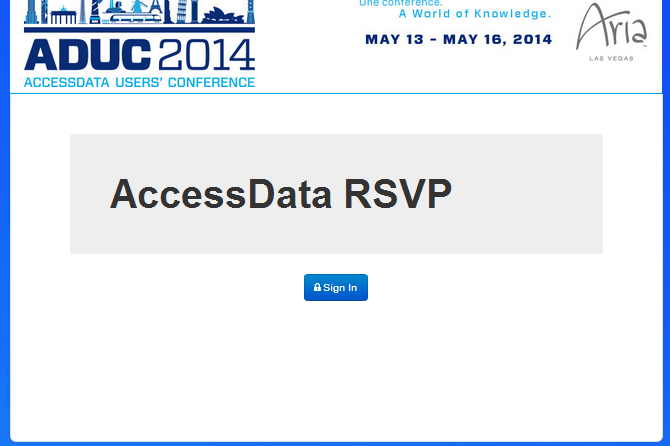 One conference.
A World of Knowledge.
ADUC 2014
ACCESSDATA USERS' CONFERENCE
MAY 13 - MAY 16, 2014
Aria
LAS VEGAS
AccessData RSVP
Sign In